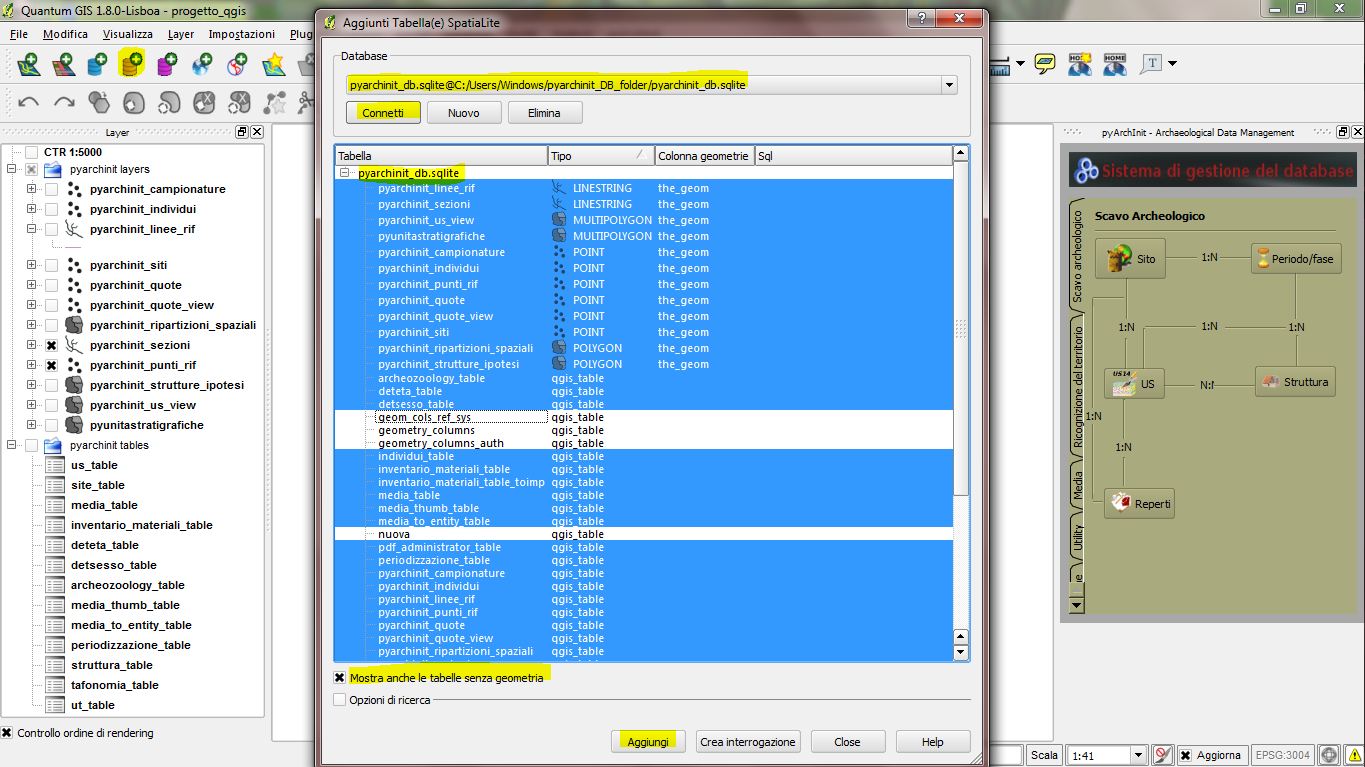 Quantum GIS 1.8.0-Lisboa - progetto_qgis
File Modifica Visualizza Layer Impostazioni Plug
Layer
CTR 1:5000
pyarchinit layers
pyarchinit_campionature
pyarchinit_individui
pyarchinit_linee_rif
pyarchinit_siti
pyarchinit_quote
pyarchinit_quote_view
pyarchinit_ripartizioni_spaziali
pyarchinit_sezioni
pyarchinit_punti_rif
pyarchinit_strutture_ipotesi
pyarchinit_us_view
pyunitastratigrafiche
pyarchinit tables
us_table
site_table
media_table
inventario_materiali_table
deteta_table
detsesso_table
archeozoology_table
media_thumb_table
media_to_entity_table
periodizzazione_table
struttura_table
tafonomia_table
ut_table
Controllo ordine di rendering
Aggiunti Tabella(e) SpatiaLite
Database
pyarchinit_db.sqlite@C:/Users/Windows/pyarchinit_DB_folder/pyarchinit_db.sqlite
Connetti Nuovo Elimina
Tabella Tipo Colonna geometrie Sql
pyarchinit_db.sqlite
pyarchinit_linee_rif LINESTRING the_geom
pyarchinit_sezioni LINESTRING the_geom
pyarchinit_us_view MULTIPOLYGON the_geom
pyunitastratigrafiche MULTIPOLYGON the_geom
pyarchinit_campionature POINT the_geom
pyarchinit_individui POINT the_geom
pyarchinit_punti_rif POINT the_geom
pyarchinit_quote POINT the_geom
pyarchinit_quote_view POINT the_geom
pyarchinit_siti POINT the_geom
pyarchinit_ripartizioni_spaziali POLYGON the_geom
pyarchinit_strutture_ipotesi POLYGON the_geom
archeozoology_table qgis_table
deteta_table qgis_table
detsesso_table qgis_table
geom_cols_ref_sys qgis_table
geometry_columns qgis_table
geometry_columns_auth qgis_table
individui_table qgis_table
inventario_materiali_table qgis_table
inventario_materiali_table_toimp qgis_table
media_table qgis_table
media_thumb_table qgis_table
media_to_entity_table qgis_table
nuova qgis_table
pdf_administrator_table qgis_table
periodizzazione_table qgis_table
pyarchinit_campionature qgis_table
pyarchinit_individui qgis_table
pyarchinit_linee_rif qgis_table
pyarchinit_punti_rif qgis_table
pyarchinit_quote qgis_table
pyarchinit_quote_view qgis_table
pyarchinit_ripartizioni_spaziali qgis_table
Mostra anche le tabelle senza geometria
Opzioni di ricerca
Aggiungi Crea interrogazione Close Help
HOME
T
pyArchInit - Archaeological Data Management
Sistema di gestione del database
Scavo archeologico
Ricognizione del territorio
Media
Utility
Scavo Archeologico
Sito 1:N Periodo/fase
1:N 1:N 1:N
US14 US N:1 Struttura
1:N
1:N
Reperti
Scala 1:41 Aggiorna EPSG:3004